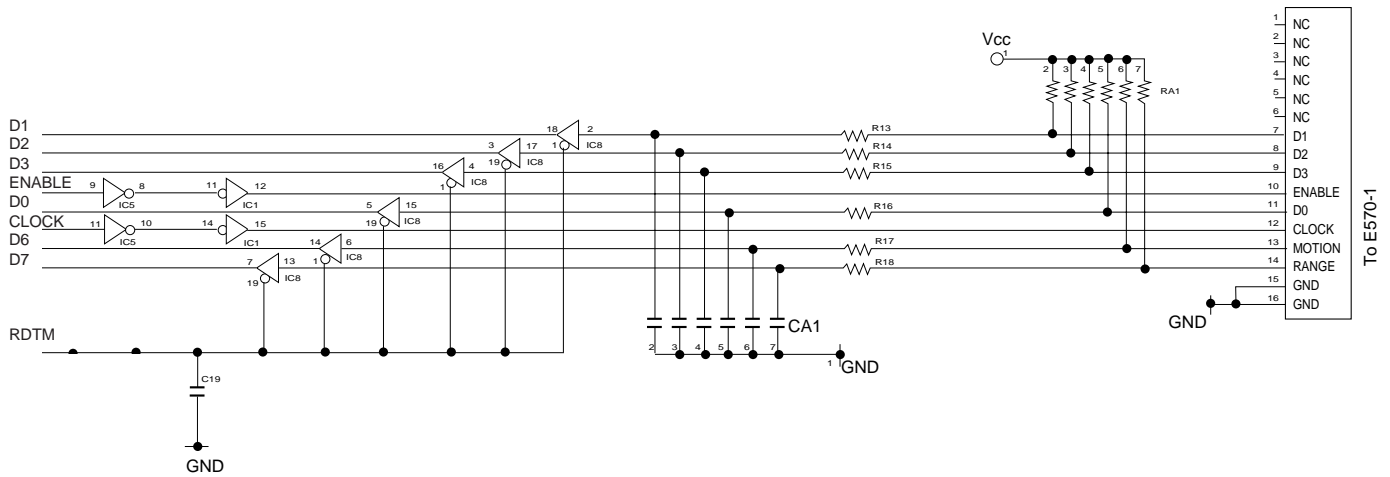 Vcc
1
2 3 4 5 6 7
RA1
1 NC
2 NC
3 NC
4 NC
5 NC
6 NC
D1 18 2 1 IC8 R13 7 D1
D2 3 17 19 IC8 R14 8 D2
D3 16 4 1 IC8 R15 9 D3
ENABLE 9 8 IC5 11 12 IC1 10 ENABLE
D0 5 15 19 IC8 R16 11 D0
CLOCK 11 10 IC5 14 15 IC1 12 CLOCK
D6 14 6 1 IC8 R17 13 MOTION
D7 7 13 19 IC8 R18 14 RANGE
15 GND
16 GND
GND
To E570-1
RDTM
CA1
2 3 4 5 6 7
1 GND
C19
GND